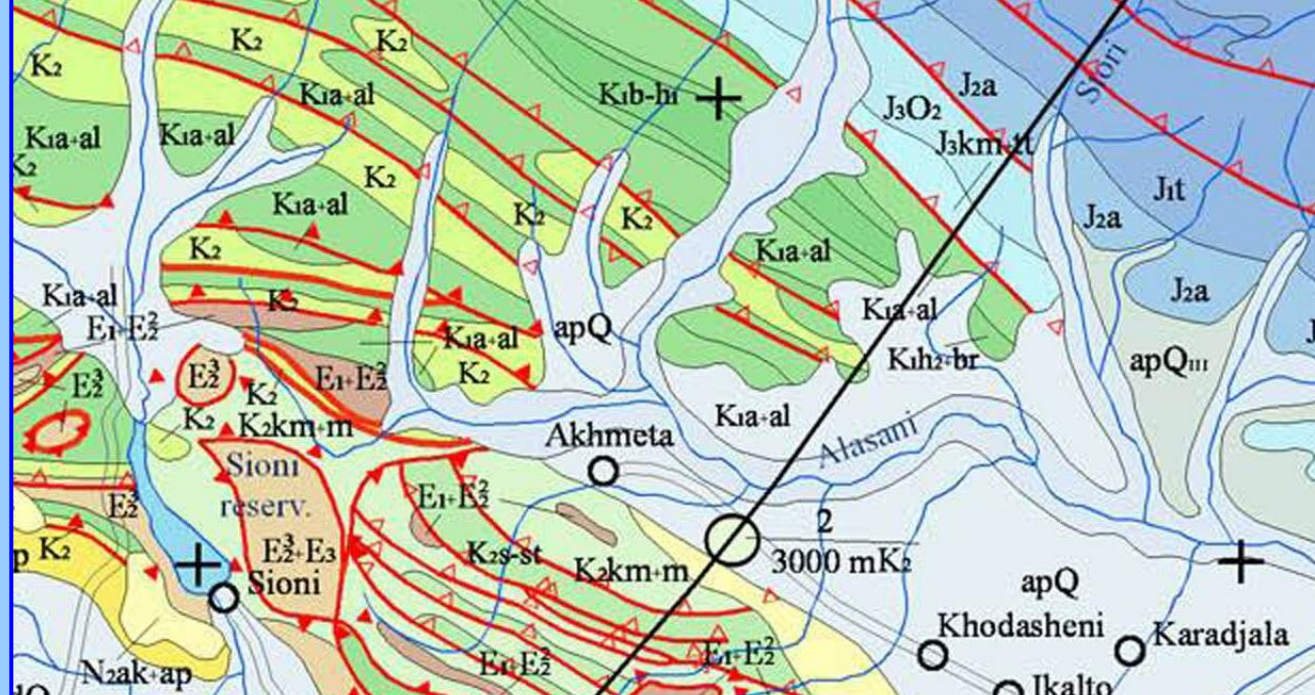 K₂
K₂
K₂
K₁a+al
K₁b-h₁
J₂a
Stori
J₃O₂
K₁a+al
K₁a+al
J₃km+tt
K₂
K₂
J₁t
K₁a+al
K₂
K₂
J₂a
K₂
K₁a+al
K₁a+al
K₂
J₂a
K₁a+al
E₁+E₂²
apQ
K₁a+al
K₁a+al
K₁h₂+br
apQIII
E₂³
E₂³
K₂
E₁+E₂²
K₂
K₂
K₂km+m
K₁a+al
Akhmeta
Alasani
Sioni
reserv.
E₂³
E₁+E₂²
K₂
K₂s-st
K₂km+m
2
3000 mK₂
E₂³+E₃
Sioni
apQ
Khodasheni
Karadjala
N₂ak+ap
E₁+E₂²
E₁+E₂²
Ikalto